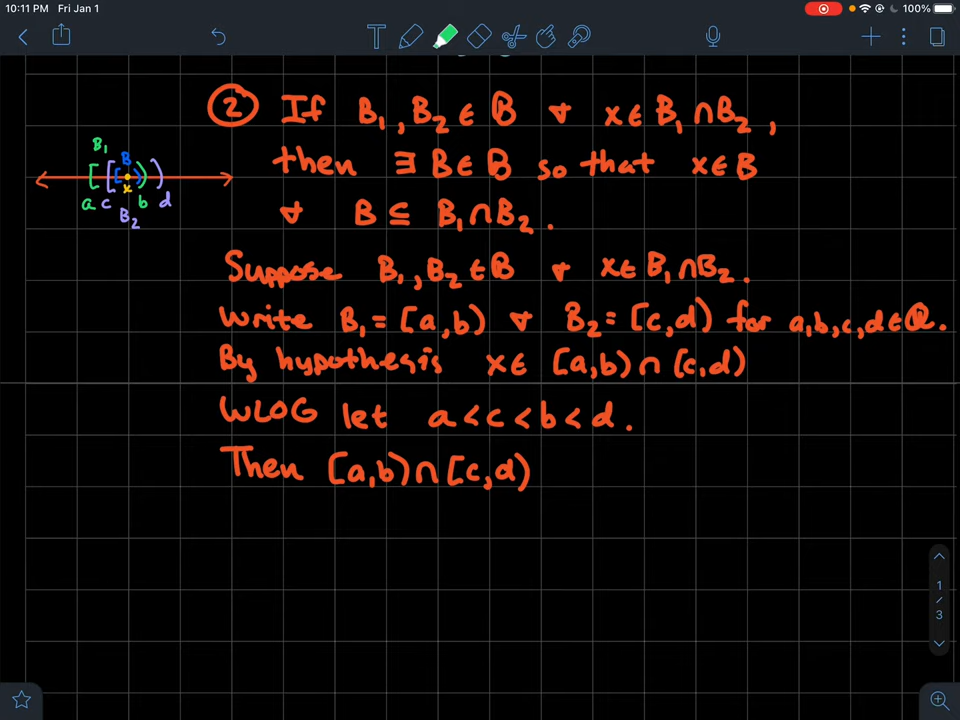 10:11 PM Fri Jan 1
100%
② If B₁, B₂ ∈ 𝔹 & x ∈ B₁ ∩ B₂,
then ∃ B ∈ 𝔹 so that x ∈ B
& B ⊆ B₁ ∩ B₂.
B₁
B
x
a c b d
B₂
Suppose B₁, B₂ ∈ 𝔹 & x ∈ B₁ ∩ B₂.
Write B₁ = [a,b) & B₂ = [c,d) for a,b,c,d ∈ ℚ.
By hypothesis x ∈ [a,b) ∩ [c,d)
WLOG let a < c < b < d.
Then [a,b) ∩ [c,d)
1
/
3